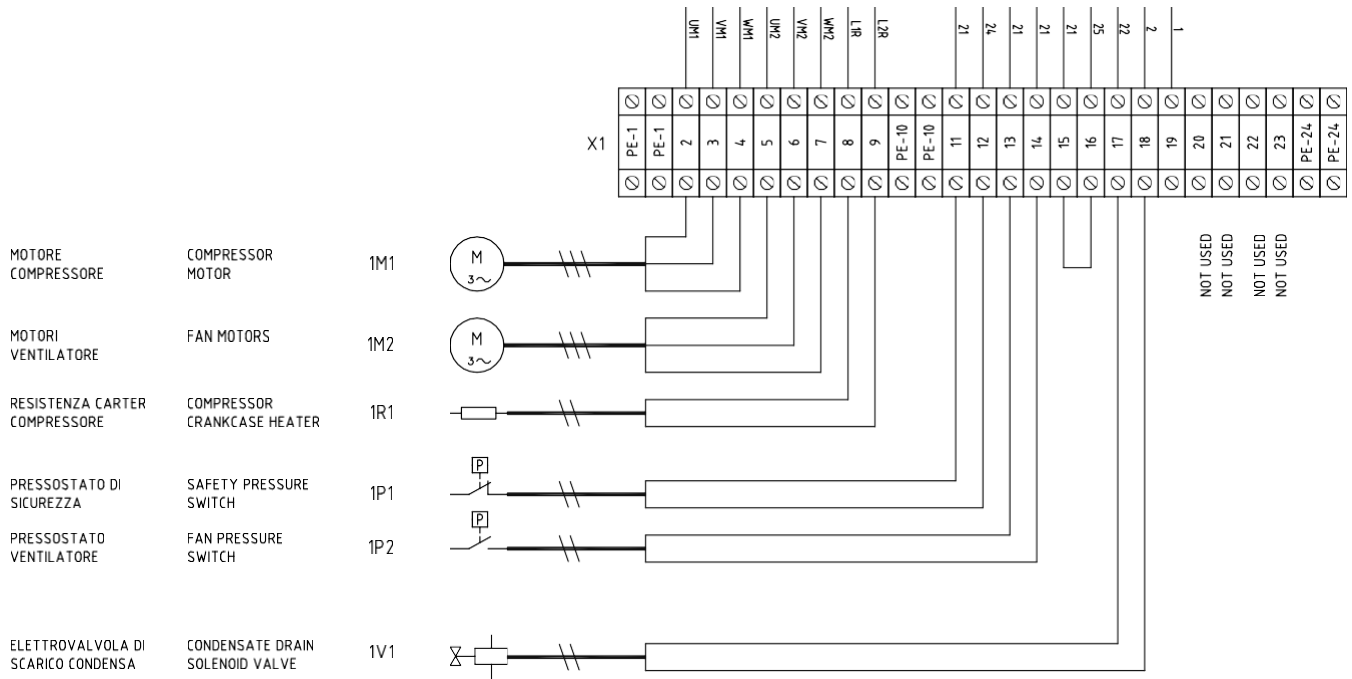 UM1 VM1 WM1 UM2 VM2 WM2 L1R L2R 21 24 21 21 21 25 22 2 1
X1 PE-1 PE-1 2 3 4 5 6 7 8 9 PE-10 PE-10 11 12 13 14 15 16 17 18 19 20 21 22 23 PE-24 PE-24
NOT USED NOT USED NOT USED NOT USED
MOTORE COMPRESSOR 1M1 M
COMPRESSORE MOTOR 3~
MOTORI FAN MOTORS 1M2 M
VENTILATORE 3~
RESISTENZA CARTER COMPRESSOR 1R1
COMPRESSORE CRANKCASE HEATER
P
PRESSOSTATO DI SAFETY PRESSURE 1P1
SICUREZZA SWITCH
P
PRESSOSTATO FAN PRESSURE 1P2
VENTILATORE SWITCH
ELETTROVALVOLA DI CONDENSATE DRAIN 1V1
SCARICO CONDENSA SOLENOID VALVE